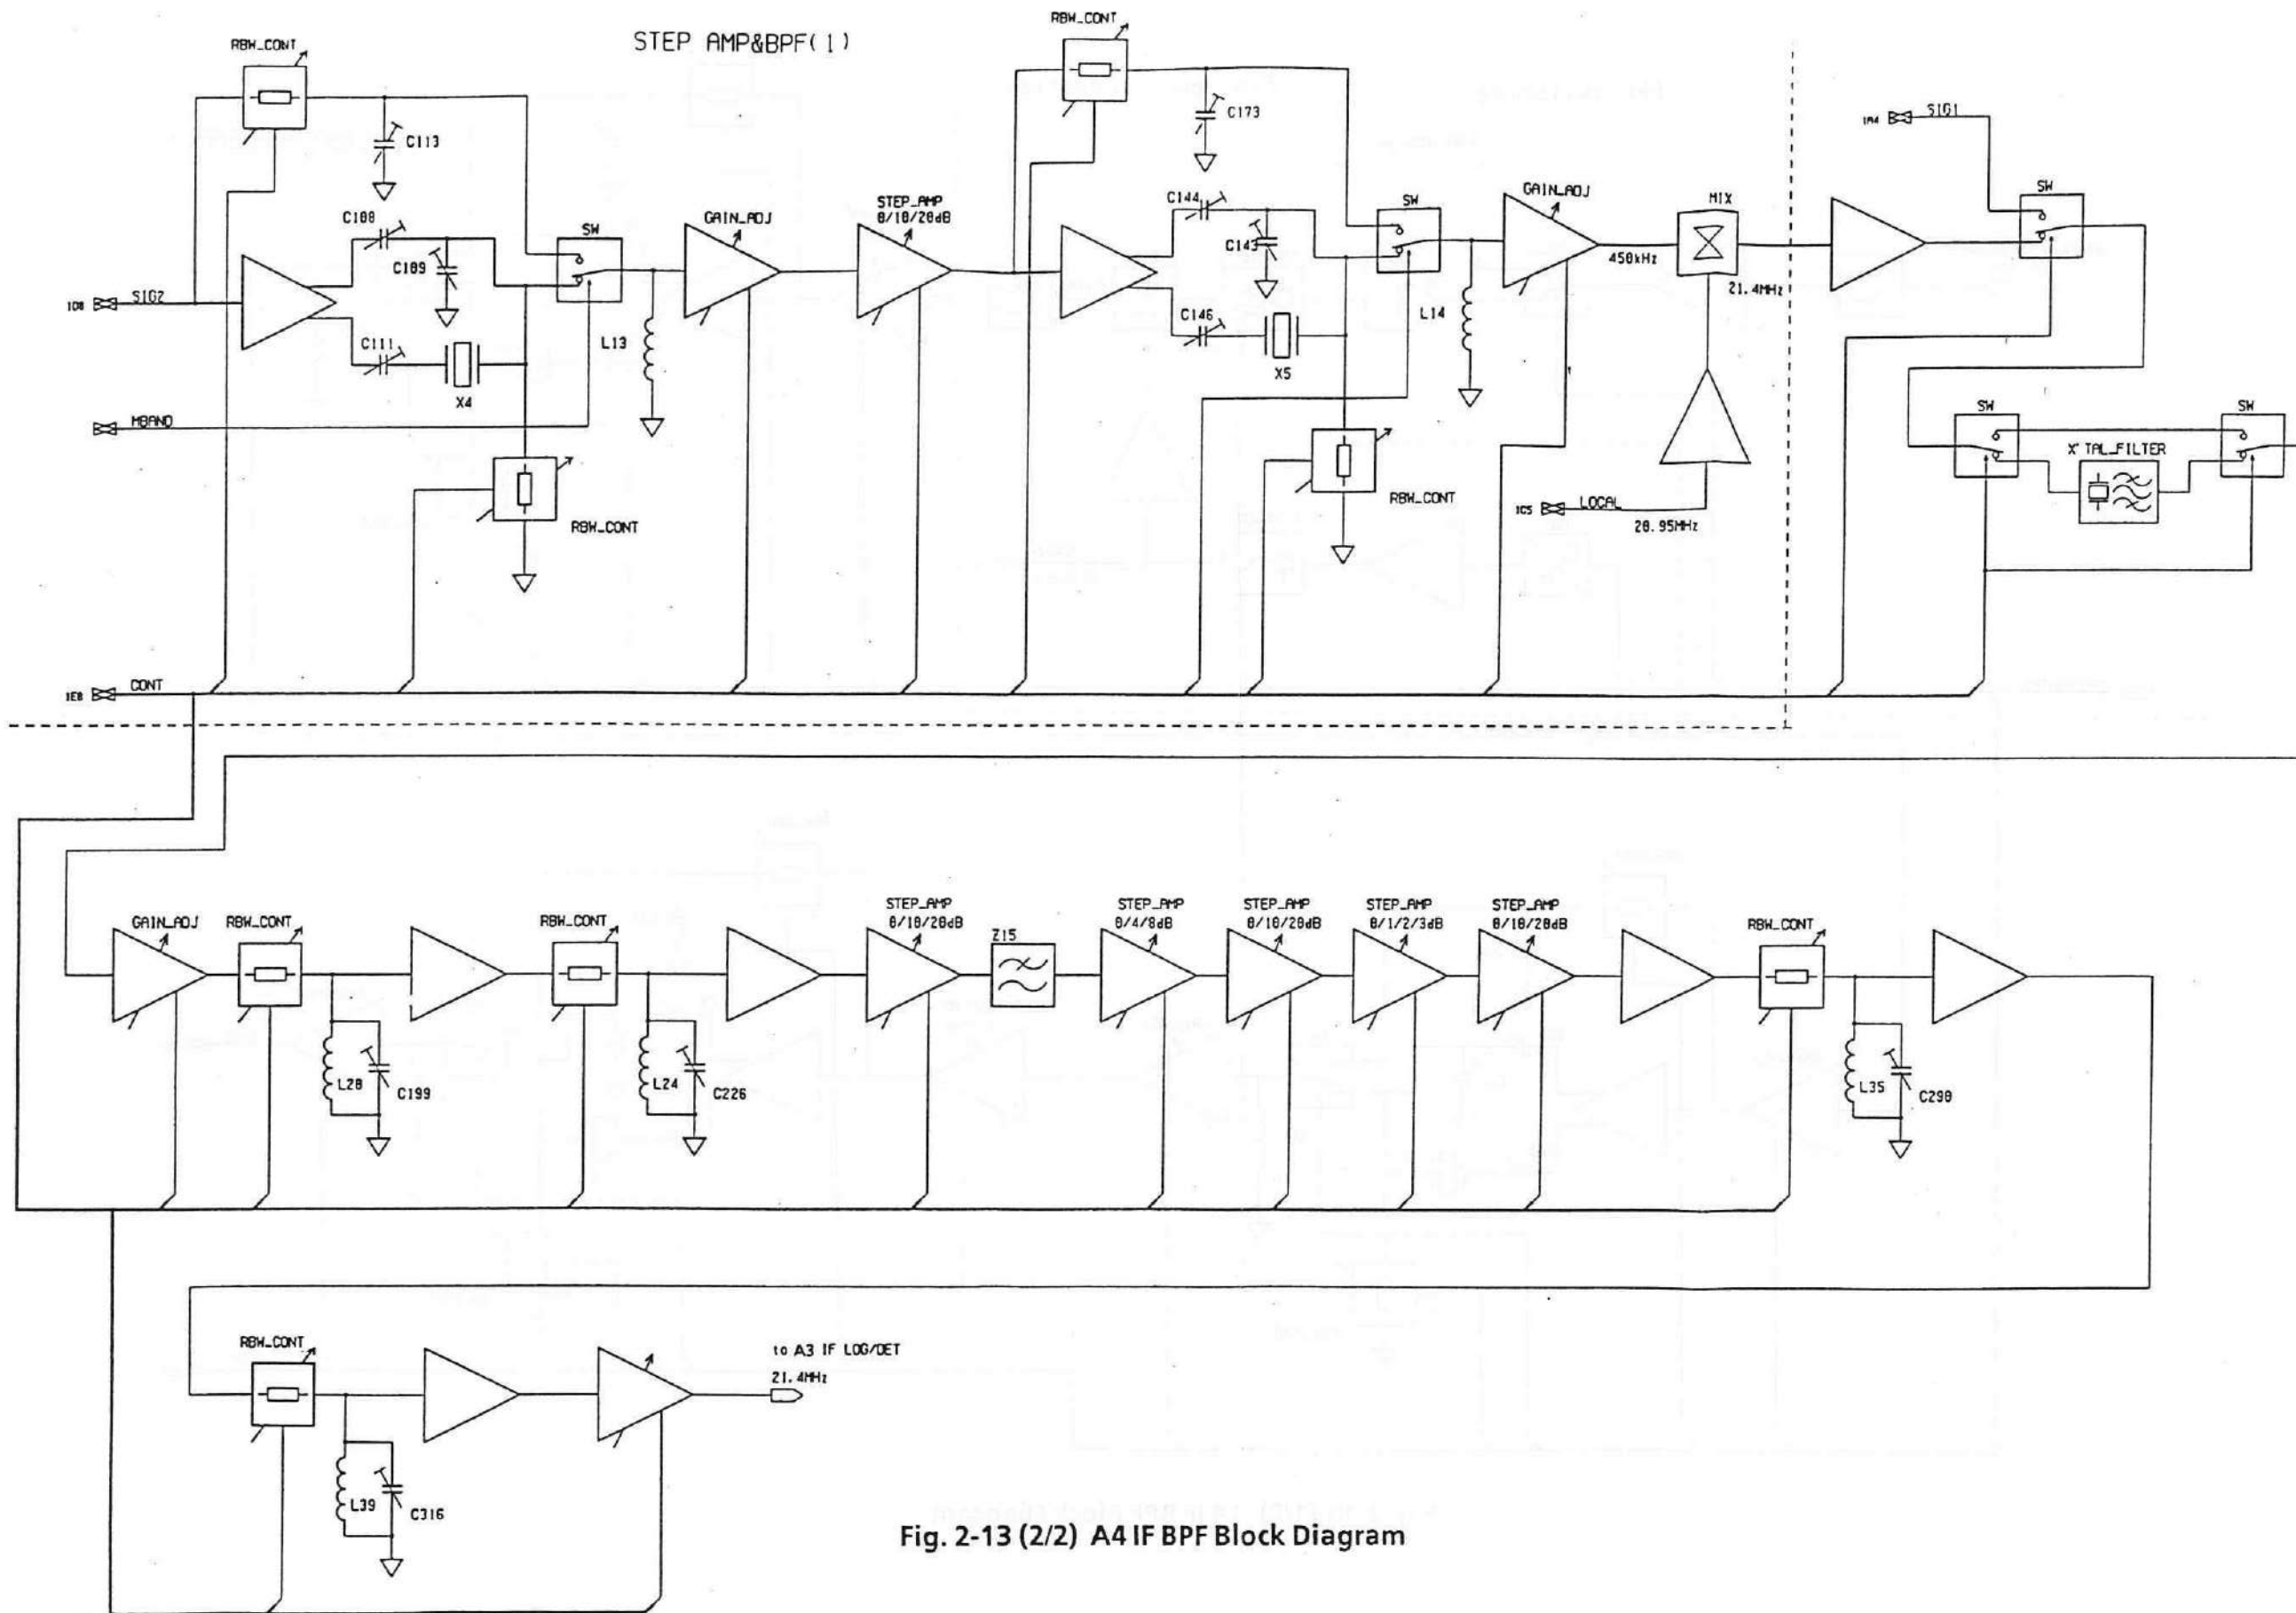 STEP AMP&BPF(1)
RBW_CONT
RBW_CONT
C113
C173
1A4
SIG1
C108
C109
SW
GAIN_ADJ
STEP_AMP
0/10/20dB
C144
C143
SW
GAIN_ADJ
MIX
SW
1D8
SIG2
450kHz
21.4MHz
C111
X4
L13
C146
X5
L14
MBAND
SW
X'TAL_FILTER
SW
RBW_CONT
RBW_CONT
1C5
LOCAL
20.95MHz
1E8
CONT
GAIN_ADJ
RBW_CONT
RBW_CONT
STEP_AMP
0/10/20dB
Z15
STEP_AMP
0/4/8dB
STEP_AMP
0/10/20dB
STEP_AMP
0/1/2/3dB
STEP_AMP
0/10/20dB
RBW_CONT
L20
C199
L24
C226
L35
C290
RBW_CONT
to A3 IF LOG/DET
21.4MHz
L39
C316
Fig. 2-13 (2/2) A4 IF BPF Block Diagram